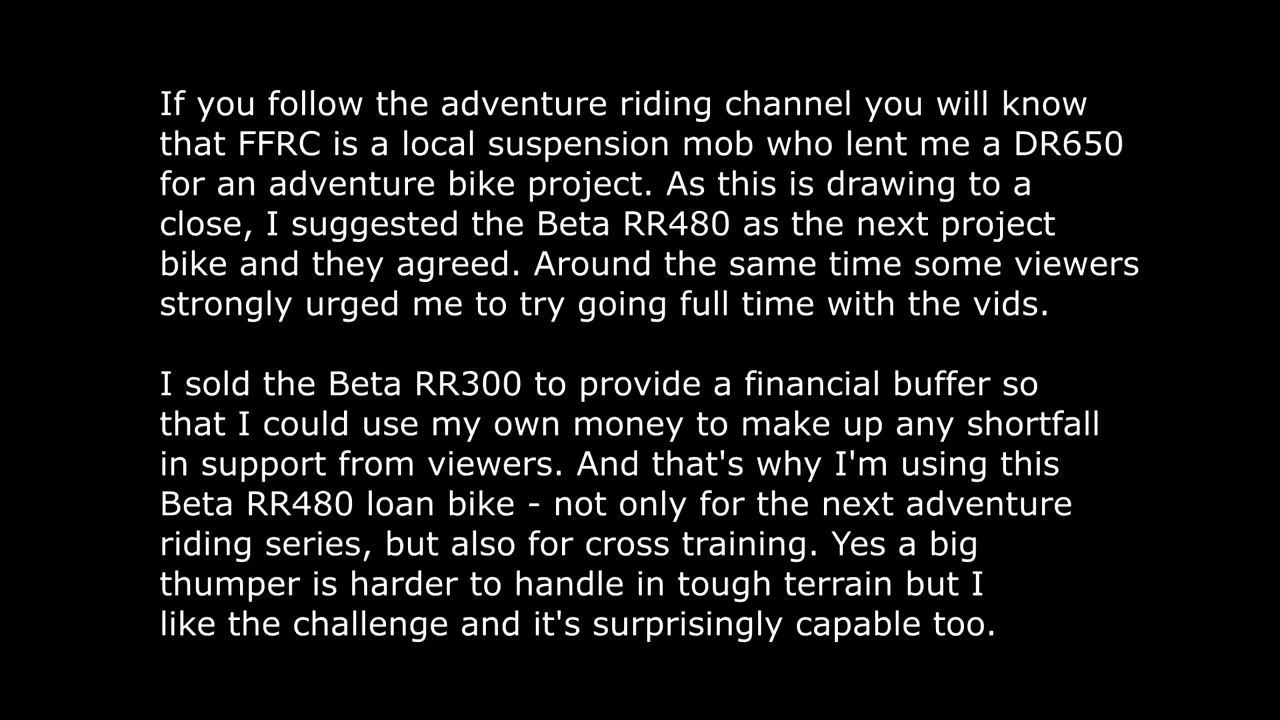 If you follow the adventure riding channel you will know
that FFRC is a local suspension mob who lent me a DR650
for an adventure bike project. As this is drawing to a
close, I suggested the Beta RR480 as the next project
bike and they agreed. Around the same time some viewers
strongly urged me to try going full time with the vids.

I sold the Beta RR300 to provide a financial buffer so
that I could use my own money to make up any shortfall
in support from viewers. And that's why I'm using this
Beta RR480 loan bike - not only for the next adventure
riding series, but also for cross training. Yes a big
thumper is harder to handle in tough terrain but I
like the challenge and it's surprisingly capable too.